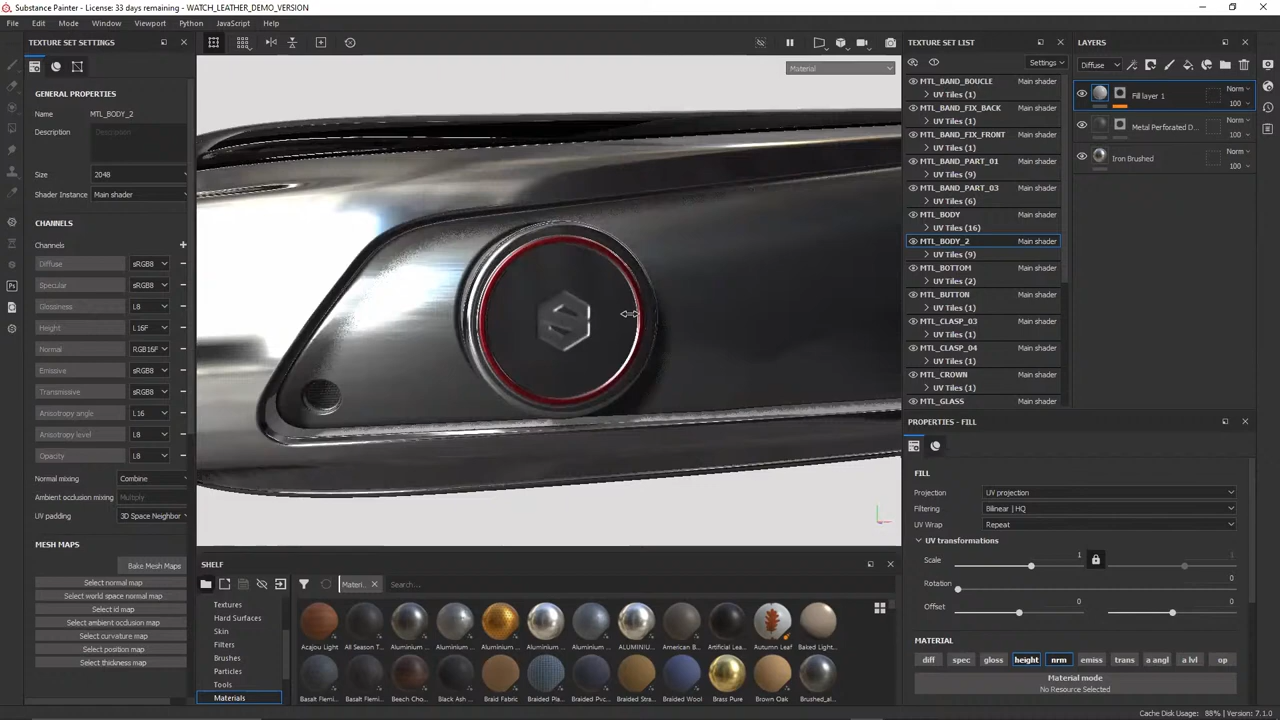 Substance Painter - License: 33 days remaining - WATCH_LEATHER_DEMO_VERSION
File Edit Mode Window Viewport Python JavaScript Help
TEXTURE SET SETTINGS
GENERAL PROPERTIES
Name MTL_BODY_2
Description Description
Size 2048
Shader Instance Main shader
CHANNELS
Channels
Diffuse sRGB8
Specular sRGB8
Glossiness L8
Height L16F
Normal RGB16F
Emissive sRGB8
Transmissive sRGB8
Anisotropy angle L16
Anisotropy level L8
Opacity L8
Normal mixing Combine
Ambient occlusion mixing Multiply
UV padding 3D Space Neighbor
MESH MAPS
Bake Mesh Maps
Select normal map
Select world space normal map
Select id map
Select ambient occlusion map
Select curvature map
Select position map
Select thickness map
Ps
Material
SHELF
Materi...
Search...
Textures
Hard Surfaces
Skin
Filters
Brushes
Particles
Tools
Materials
Acajou Light All Season T... Aluminium ... Aluminium ... Aluminium ... Aluminium ... Aluminium ... ALUMINIU... American B... Artificial Lea... Autumn Leaf Baked Light...
Basalt Flemi... Basalt Flemi... Beech Cho... Black Ash ... Braid Fabric Braided Pla... Braided Stra... Braided Wool Brass Pure Brown Oak Brushed_al...
TEXTURE SET LIST
Settings
MTL_BAND_BOUCLE Main shader
UV Tiles (1)
MTL_BAND_FIX_BACK Main shader
UV Tiles (1)
MTL_BAND_FIX_FRONT Main shader
UV Tiles (1)
MTL_BAND_PART_01 Main shader
UV Tiles (9)
MTL_BAND_PART_03 Main shader
UV Tiles (6)
MTL_BODY Main shader
UV Tiles (16)
MTL_BODY_2 Main shader
UV Tiles (9)
MTL_BOTTOM Main shader
UV Tiles (2)
MTL_BUTTON Main shader
UV Tiles (1)
MTL_CLASP_03 Main shader
UV Tiles (1)
MTL_CLASP_04 Main shader
UV Tiles (1)
MTL_CROWN Main shader
UV Tiles (1)
MTL_GLASS Main shader
LAYERS
Diffuse
Fill layer 1 Norm 100
Metal Perforated D... Norm 100
Iron Brushed Norm 100
PROPERTIES - FILL
FILL
Projection UV projection
Filtering Bilinear | HQ
UV Wrap Repeat
UV transformations
Scale 1 1
Rotation 0
Offset 0 0
MATERIAL
diff spec gloss height nrm emiss trans a angl a lvl op
Material mode
No Resource Selected
Cache Disk Usage: 88% | Version: 7.1.0